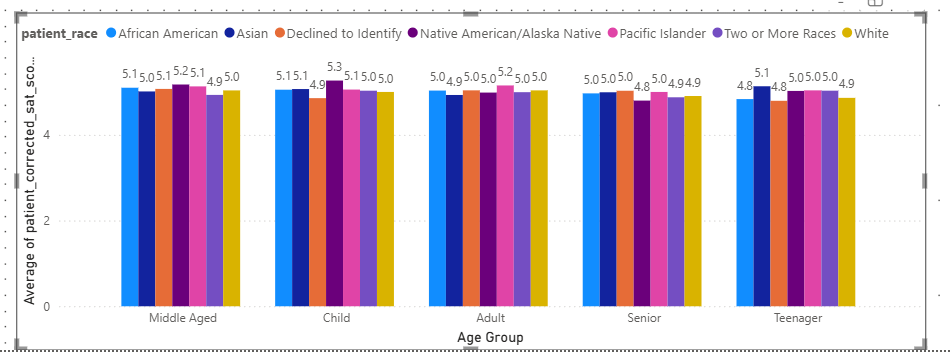 patient_race African American Asian Declined to Identify Native American/Alaska Native Pacific Islander Two or More Races White
Average of patient_corrected_sat_sco...
5.1 5.0 5.1 5.2 5.1 4.9 5.0
5.1 5.1 4.9 5.3 5.1 5.0 5.0
5.0 4.9 5.0 5.0 5.2 5.0 5.0
5.0 5.0 5.0 4.8 5.0 4.9 4.9
4.8 5.1 4.8 5.0 5.0 5.0 4.9
4
2
0
Middle Aged Child Adult Senior Teenager
Age Group